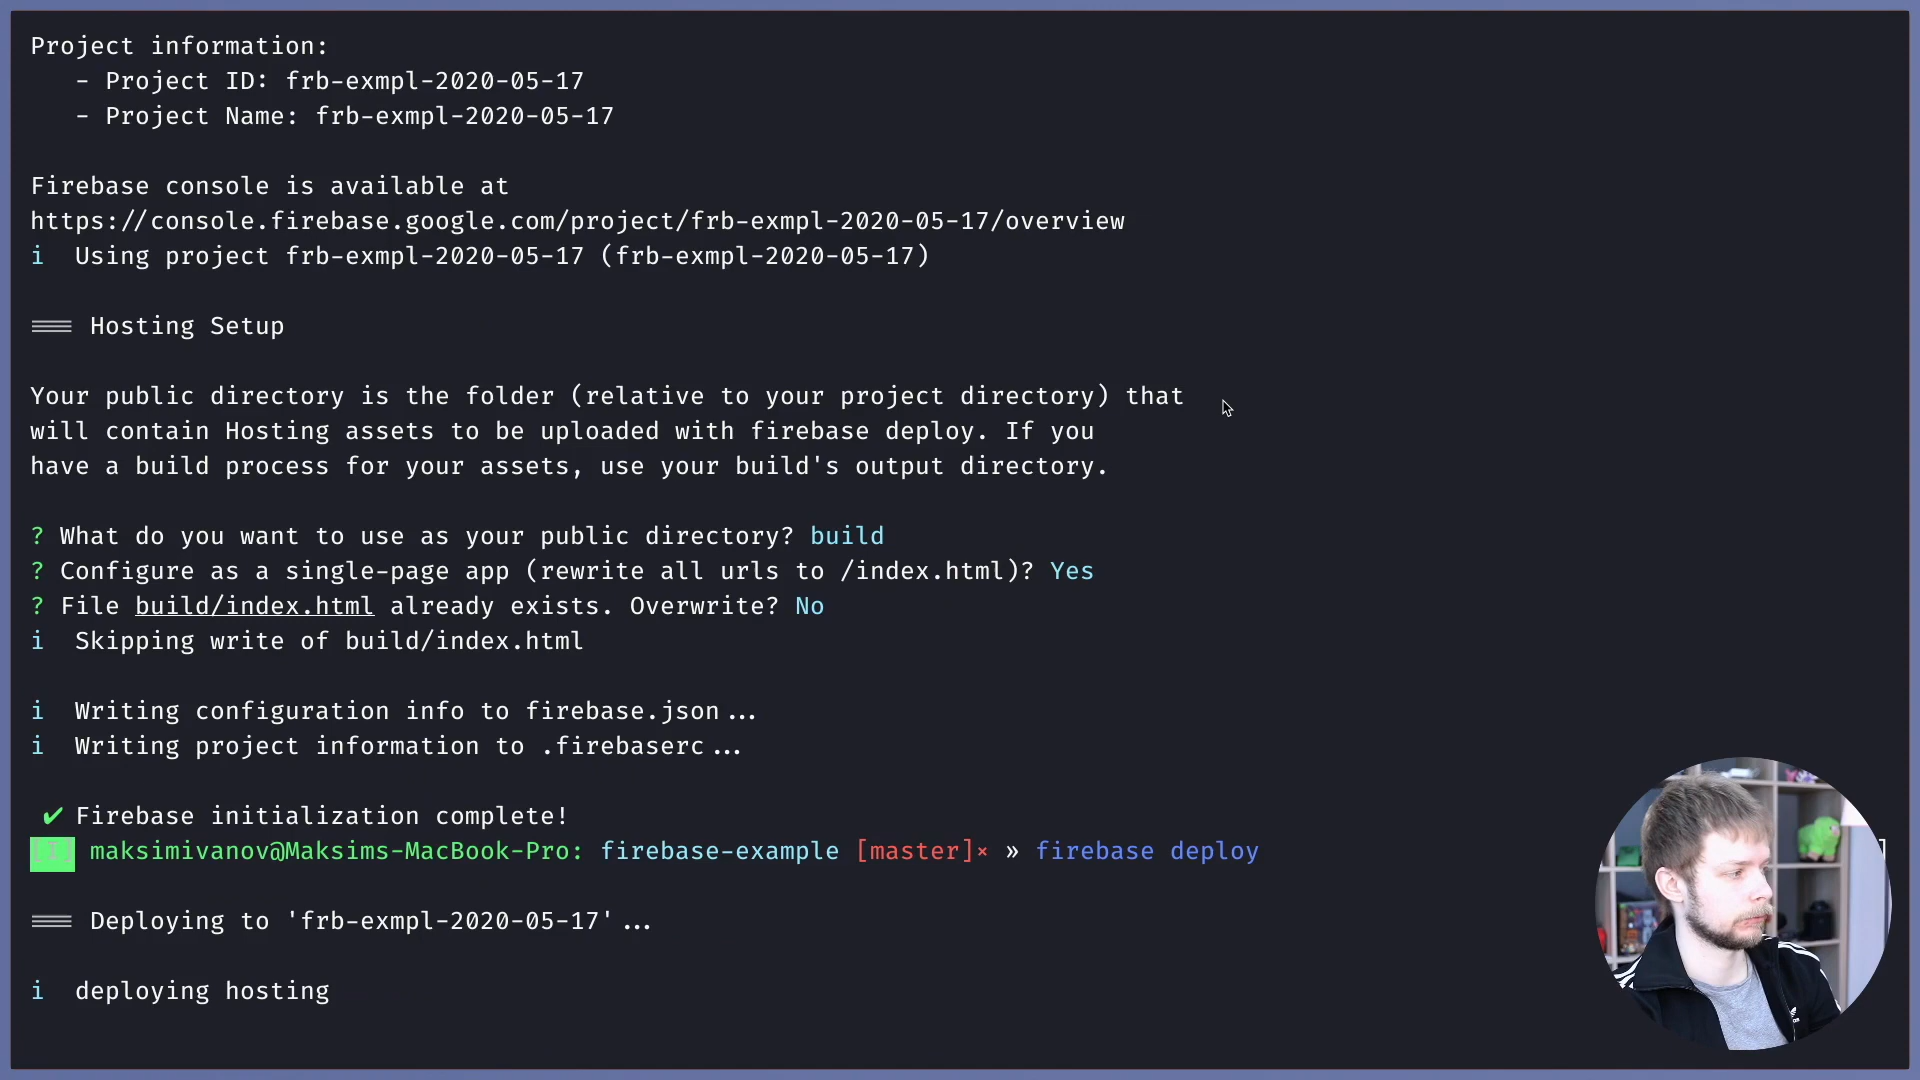 Project information:
- Project ID: frb-exmpl-2020-05-17
- Project Name: frb-exmpl-2020-05-17
Firebase console is available at
https://console.firebase.google.com/project/frb-exmpl-2020-05-17/overview
i Using project frb-exmpl-2020-05-17 (frb-exmpl-2020-05-17)
=== Hosting Setup
Your public directory is the folder (relative to your project directory) that
will contain Hosting assets to be uploaded with firebase deploy. If you
have a build process for your assets, use your build's output directory.
? What do you want to use as your public directory? build
? Configure as a single-page app (rewrite all urls to /index.html)? Yes
? File build/index.html already exists. Overwrite? No
i Skipping write of build/index.html
i Writing configuration info to firebase.json...
i Writing project information to .firebaserc...
✔ Firebase initialization complete!
[I] maksimivanov@Maksims-MacBook-Pro: firebase-example [master]× » firebase deploy ]
=== Deploying to 'frb-exmpl-2020-05-17'...
i deploying hosting